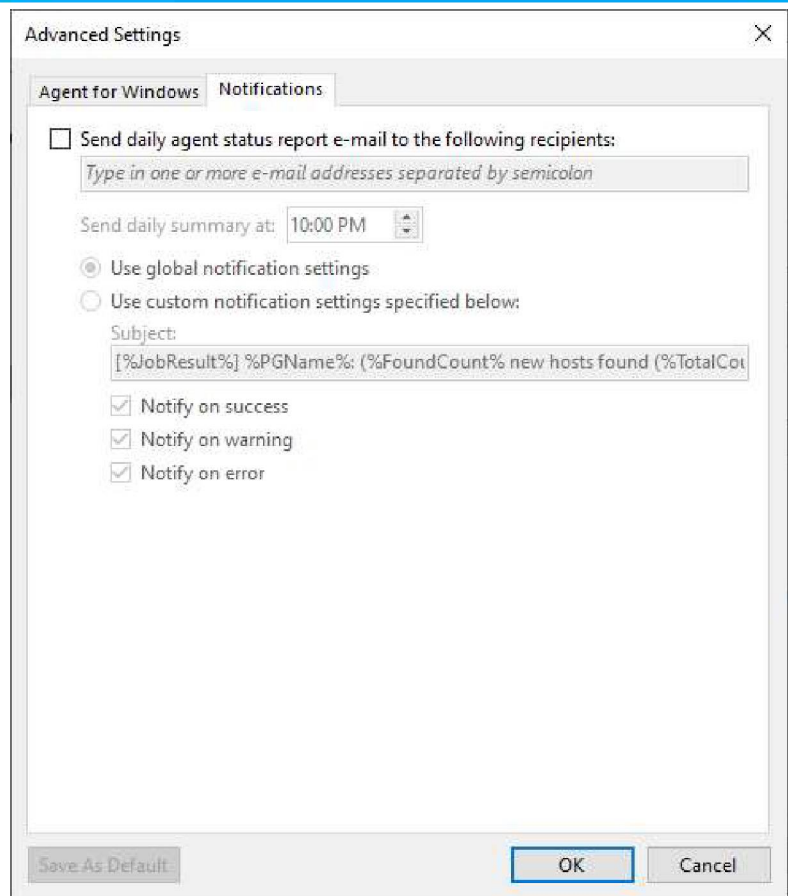 Advanced Settings
Agent for Windows
Notifications
Send daily agent status report e-mail to the following recipients:
Type in one or more e-mail addresses separated by semicolon
Send daily summary at: 10:00 PM
Use global notification settings
Use custom notification settings specified below:
Subject:
[%JobResult%] %PGName%: (%FoundCount% new hosts found (%TotalCou
Notify on success
Notify on warning
Notify on error
Save As Default
OK
Cancel